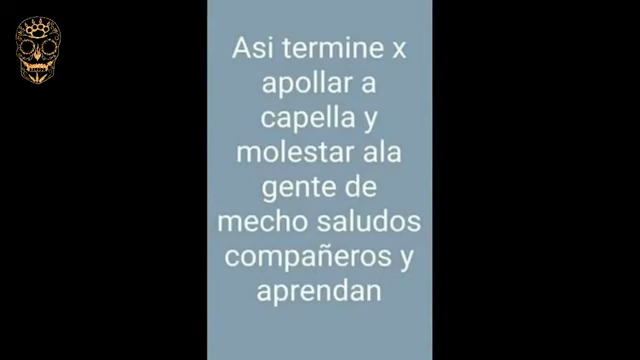 Asi termine x
apollar a
capella y
molestar ala
gente de
mecho saludos
compañeros y
aprendan